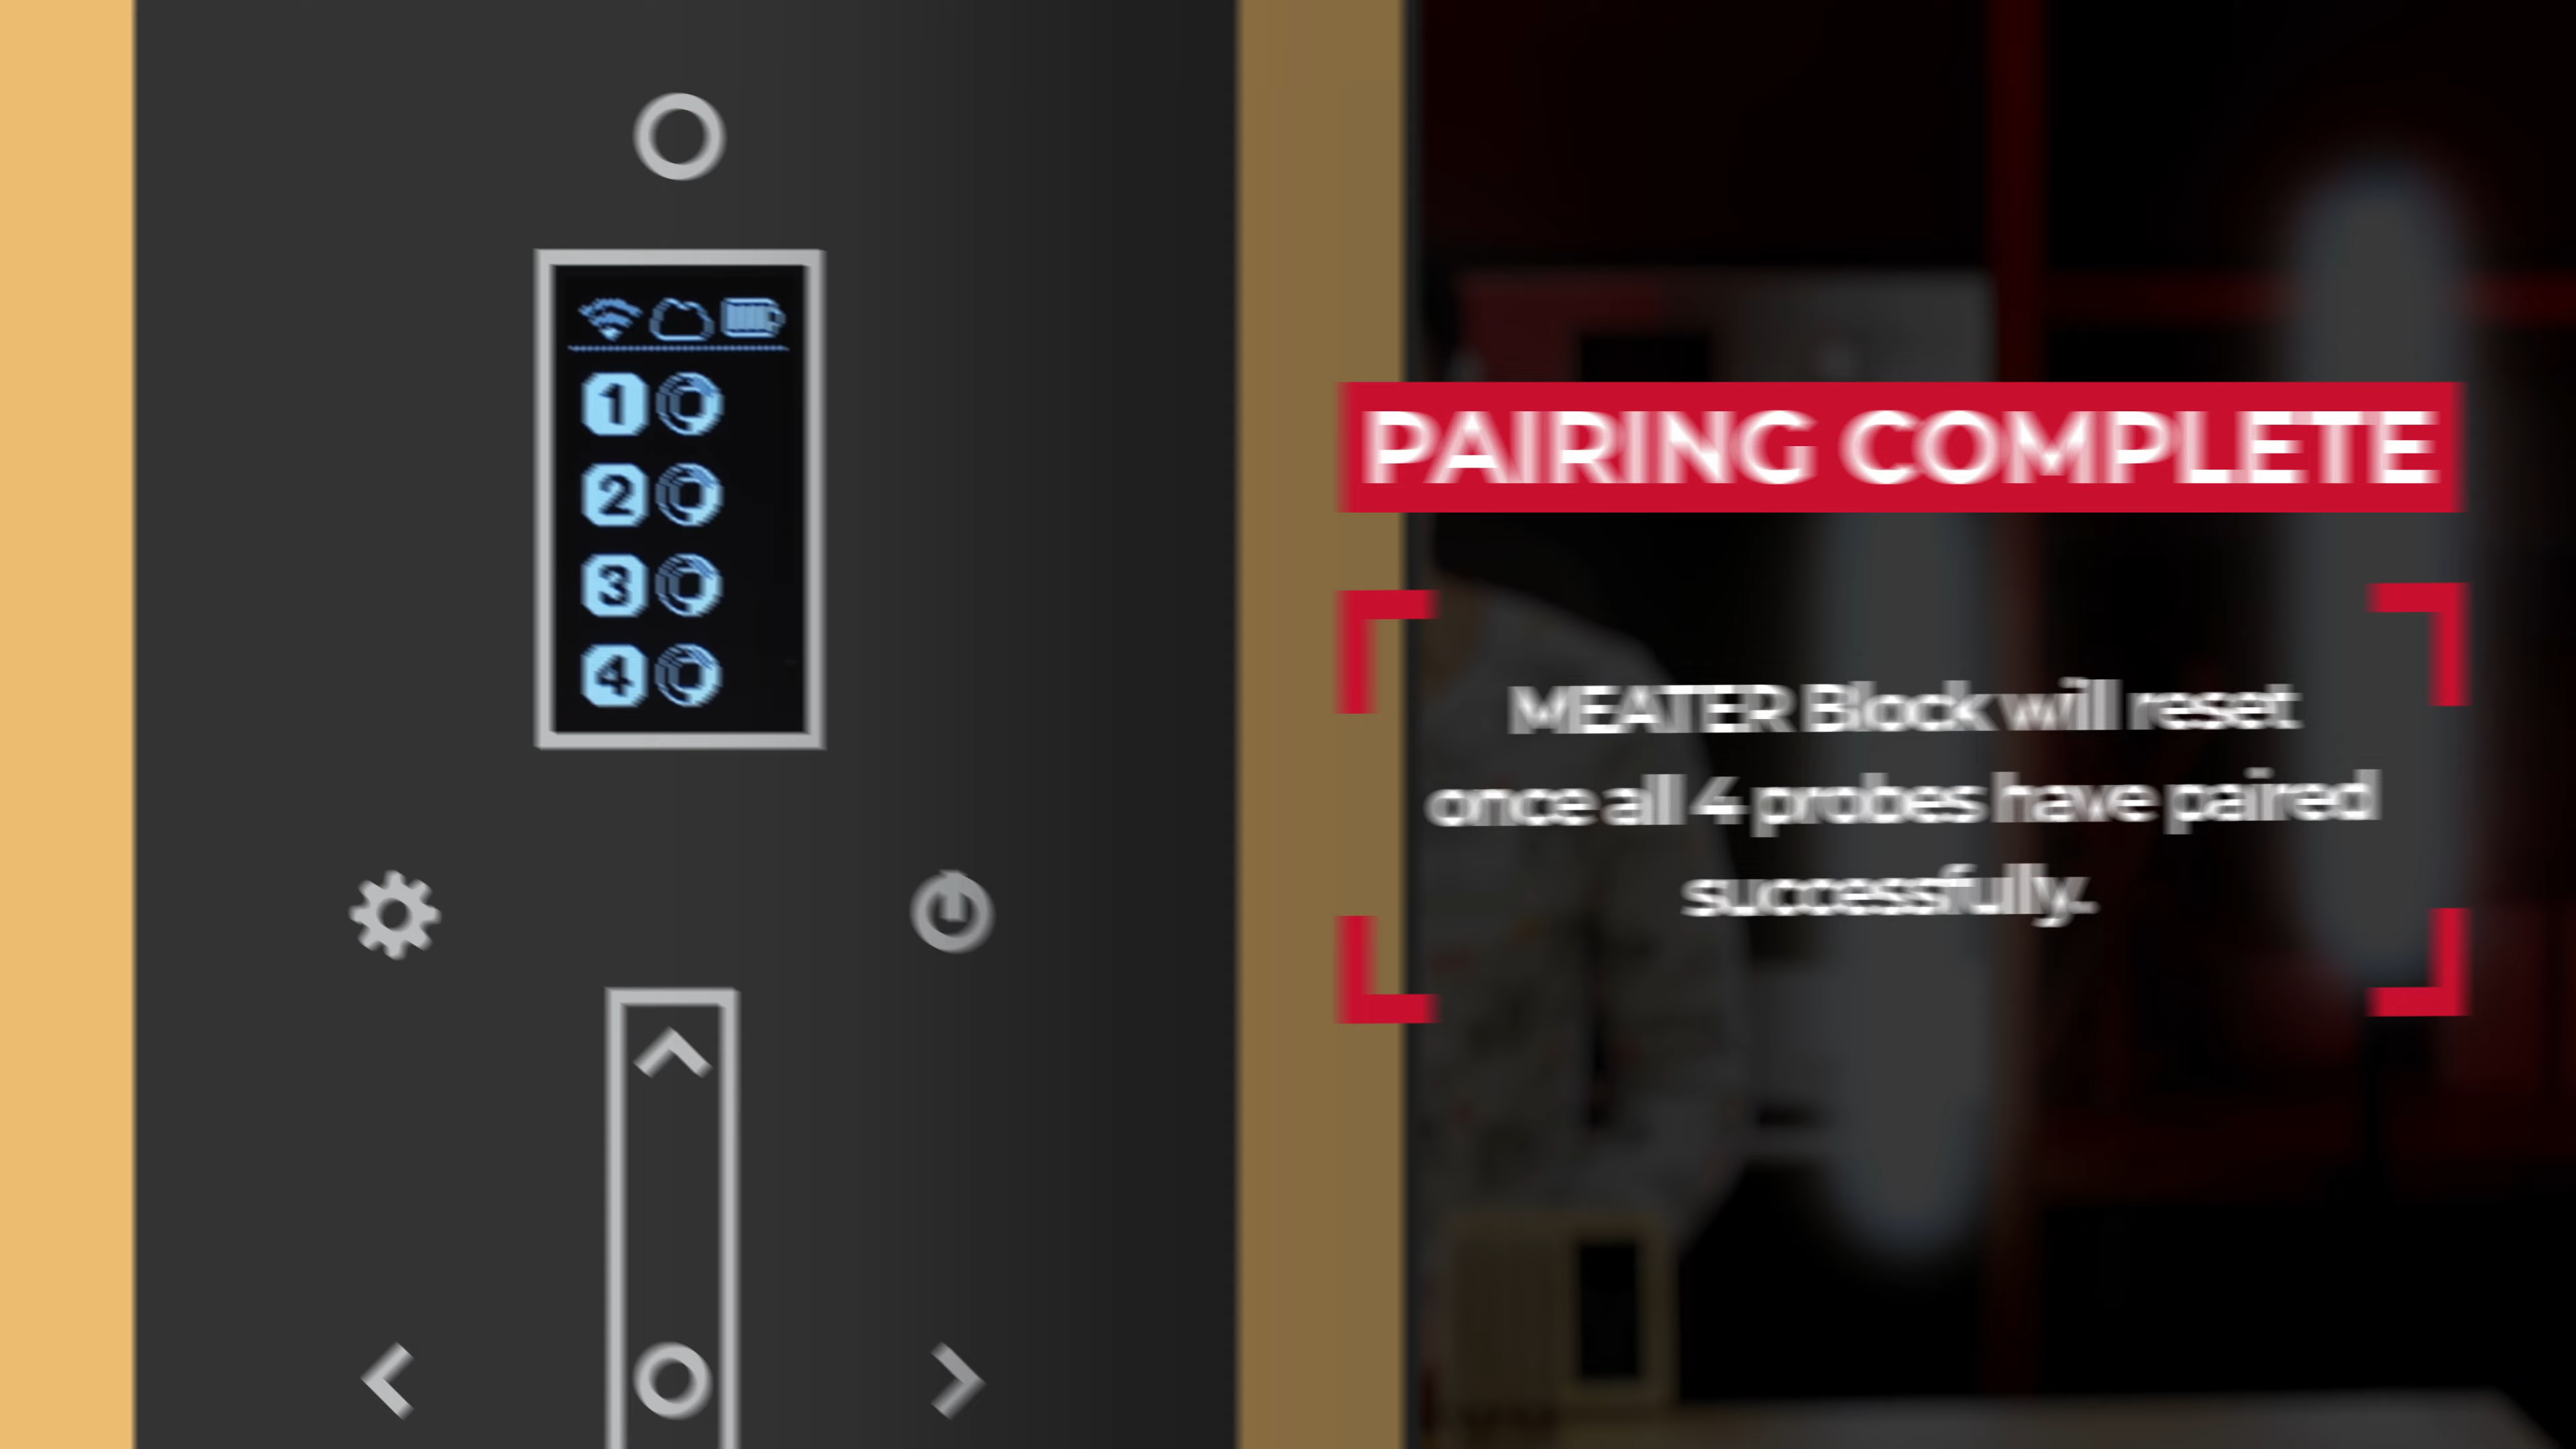 1
2
3
4
PAIRING COMPLETE
MEATER Block will reset
once all 4 probes have paired
successfully.